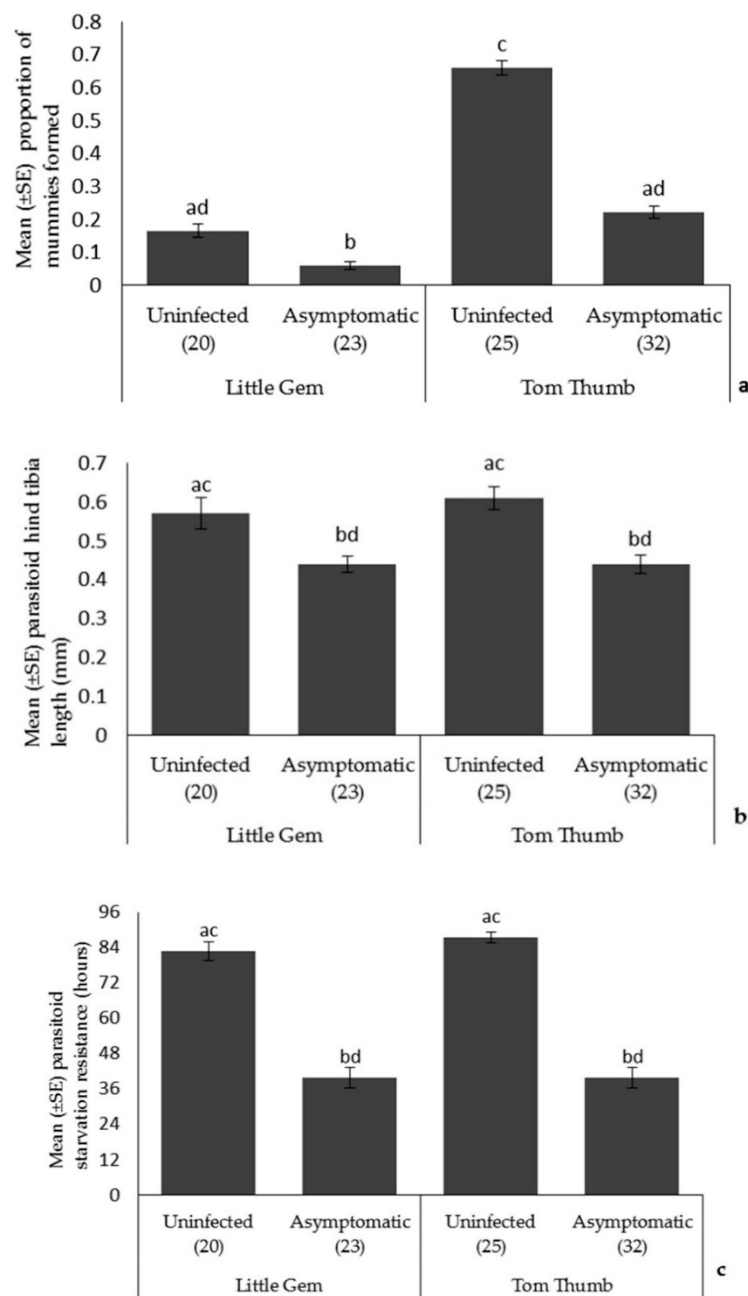 Mean (±SE) proportion of
mummies formed
0.8
0.7
0.6
0.5
0.4
0.3
0.2
0.1
0
ad
b
c
ad
Uninfected Asymptomatic Uninfected Asymptomatic
(20) (23) (25) (32)
Little Gem Tom Thumb
a
Mean (±SE) parasitoid hind tibia
length (mm)
0.7
0.6
0.5
0.4
0.3
0.2
0.1
0
ac
bd
ac
bd
Uninfected Asymptomatic Uninfected Asymptomatic
(20) (23) (25) (32)
Little Gem Tom Thumb
b
Mean (±SE) parasitoid
starvation resistance (hours)
96
84
72
60
48
36
24
12
0
ac
bd
ac
bd
Uninfected Asymptomatic Uninfected Asymptomatic
(20) (23) (25) (32)
Little Gem Tom Thumb
c